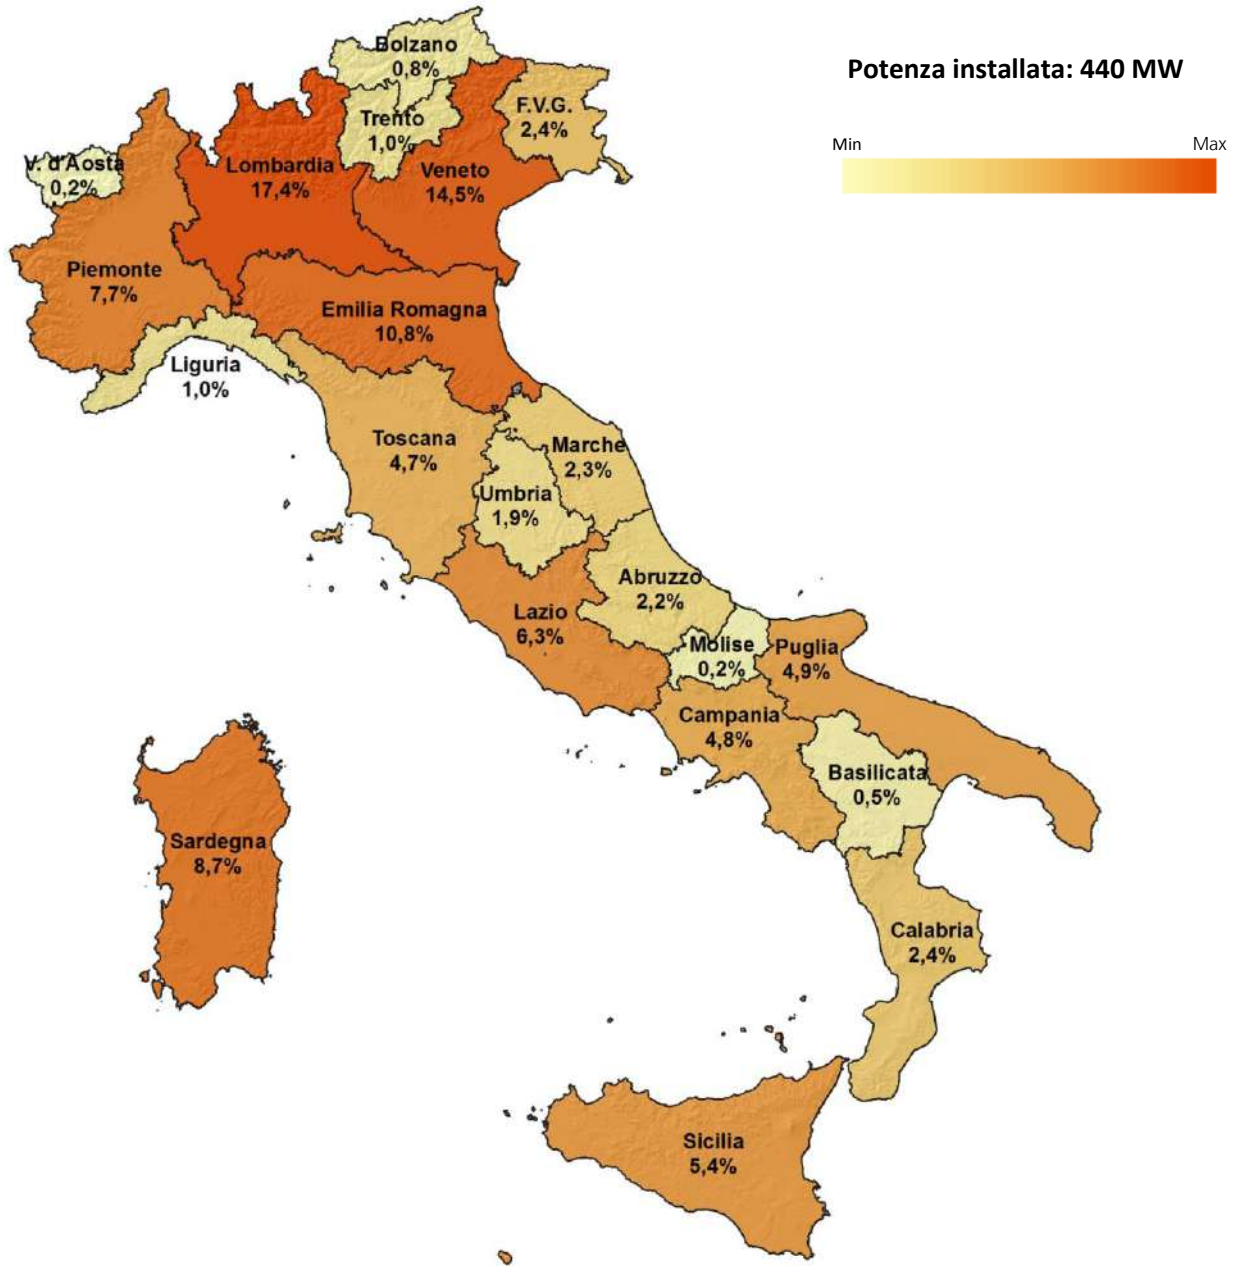 Potenza installata: 440 MW
Min
Max
Bolzano
0,8%
Trento
1,0%
F.V.G.
2,4%
V. d'Aosta
0,2%
Lombardia
17,4%
Veneto
14,5%
Piemonte
7,7%
Emilia Romagna
10,8%
Liguria
1,0%
Toscana
4,7%
Marche
2,3%
Umbria
1,9%
Abruzzo
2,2%
Lazio
6,3%
Molise
0,2%
Puglia
4,9%
Campania
4,8%
Basilicata
0,5%
Sardegna
8,7%
Calabria
2,4%
Sicilia
5,4%